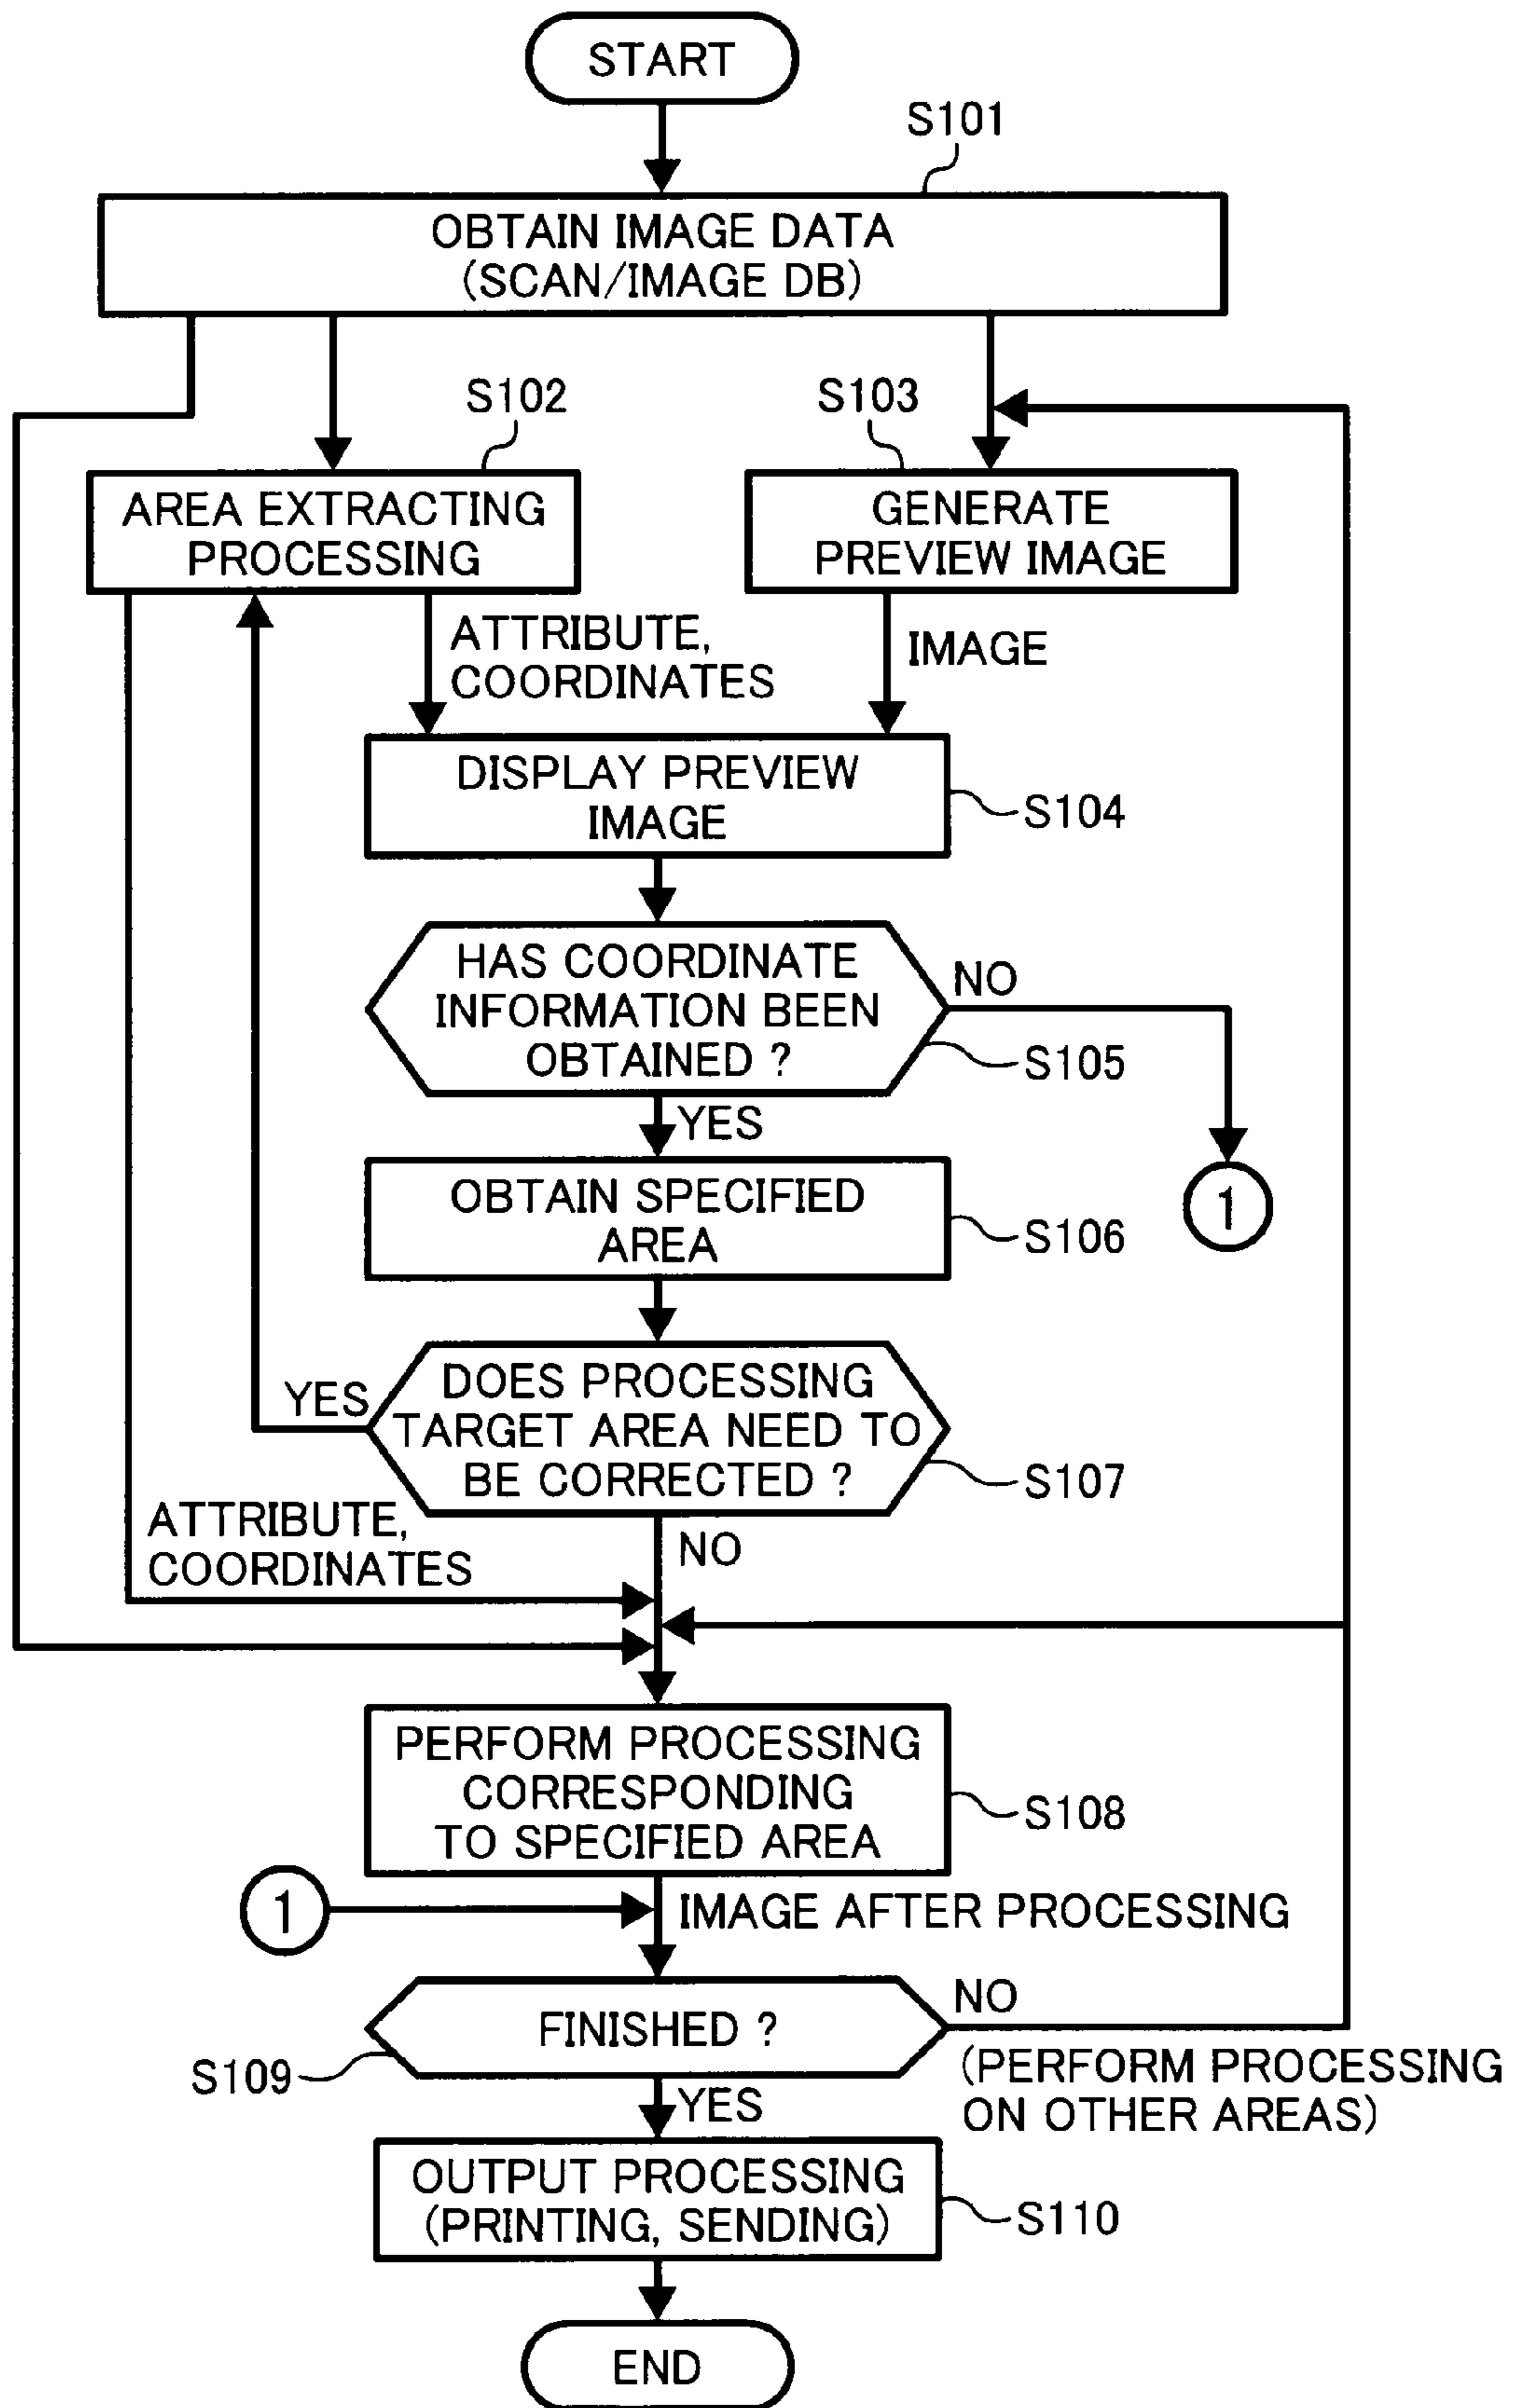 START
S101
OBTAIN IMAGE DATA
(SCAN/IMAGE DB)
S102
S103
AREA EXTRACTING
PROCESSING
GENERATE
PREVIEW IMAGE
ATTRIBUTE,
COORDINATES
IMAGE
DISPLAY PREVIEW
IMAGE
S104
HAS COORDINATE
INFORMATION BEEN
OBTAINED ?
NO
S105
YES
OBTAIN SPECIFIED
AREA
S106
1
DOES PROCESSING
TARGET AREA NEED TO
BE CORRECTED ?
YES
S107
ATTRIBUTE,
COORDINATES
NO
PERFORM PROCESSING
CORRESPONDING
TO SPECIFIED AREA
S108
1
IMAGE AFTER PROCESSING
FINISHED ?
NO
S109
(PERFORM PROCESSING
ON OTHER AREAS)
YES
OUTPUT PROCESSING
(PRINTING, SENDING)
S110
END